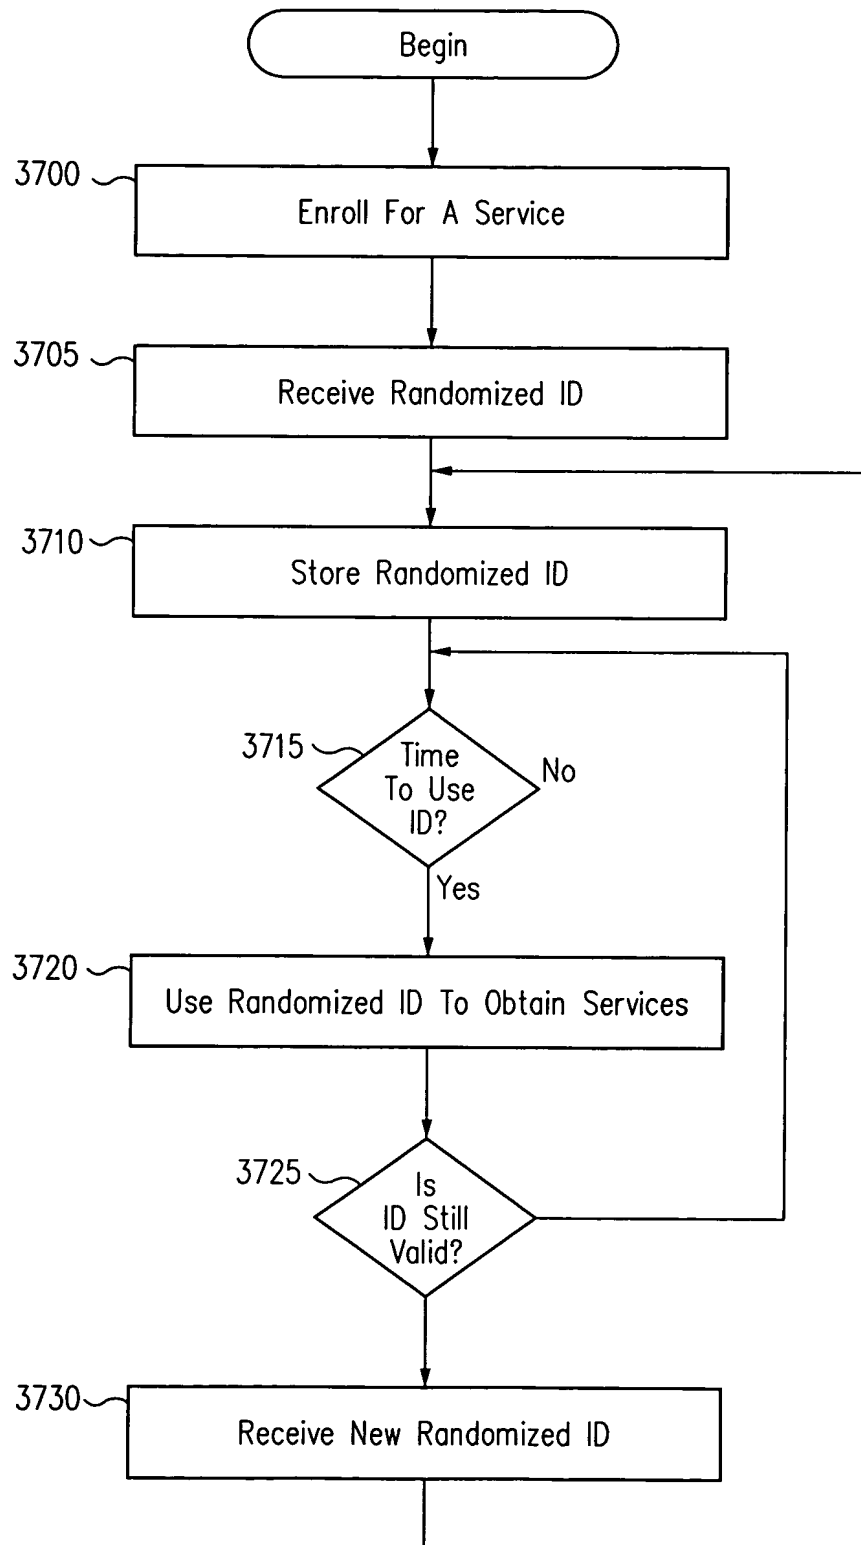 Begin
3700
Enroll For A Service
3705
Receive Randomized ID
3710
Store Randomized ID
3715
Time
To Use
ID?
No
Yes
3720
Use Randomized ID To Obtain Services
3725
Is
ID Still
Valid?
3730
Receive New Randomized ID